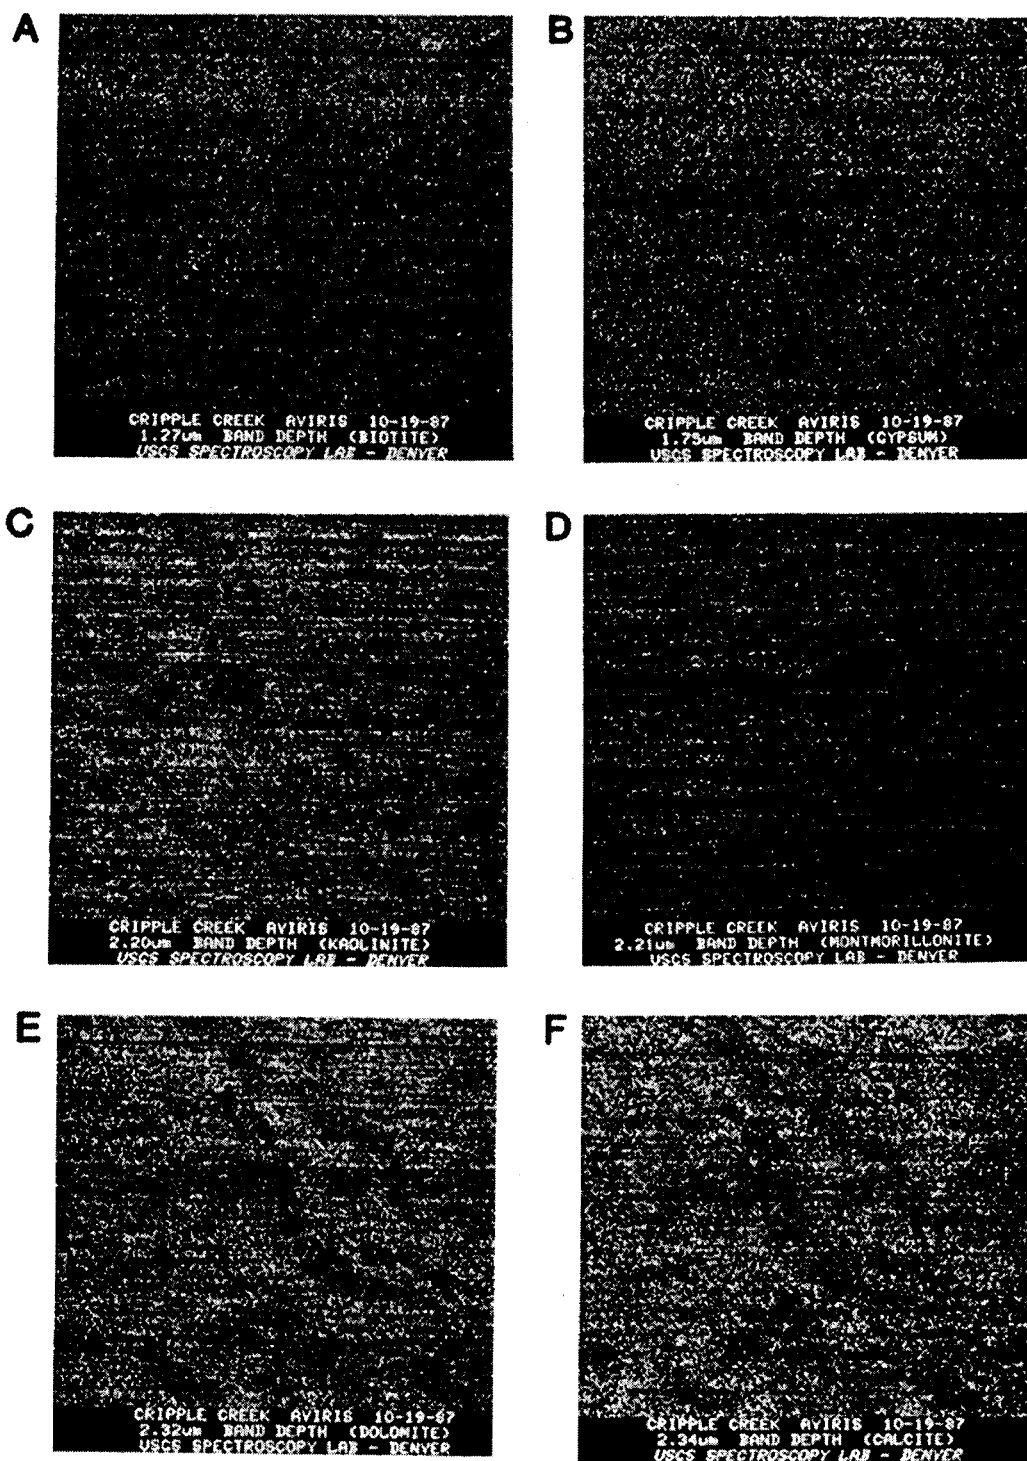 A
CRIPPLE CREEK AVIRIS 10-19-87
1.27um BAND DEPTH (BIOTITE)
USGS SPECTROSCOPY LAB - DENVER
B
CRIPPLE CREEK AVIRIS 10-19-87
1.75um BAND DEPTH (GYPSUM)
USGS SPECTROSCOPY LAB - DENVER
C
CRIPPLE CREEK AVIRIS 10-19-87
2.20um BAND DEPTH (KAOLINITE)
USGS SPECTROSCOPY LAB - DENVER
D
CRIPPLE CREEK AVIRIS 10-19-87
2.21um BAND DEPTH (MONTMORILLONITE)
USGS SPECTROSCOPY LAB - DENVER
E
CRIPPLE CREEK AVIRIS 10-19-87
2.32um BAND DEPTH (DOLOMITE)
USGS SPECTROSCOPY LAB - DENVER
F
CRIPPLE CREEK AVIRIS 10-19-87
2.34um BAND DEPTH (CALCITE)
USGS SPECTROSCOPY LAB - DENVER